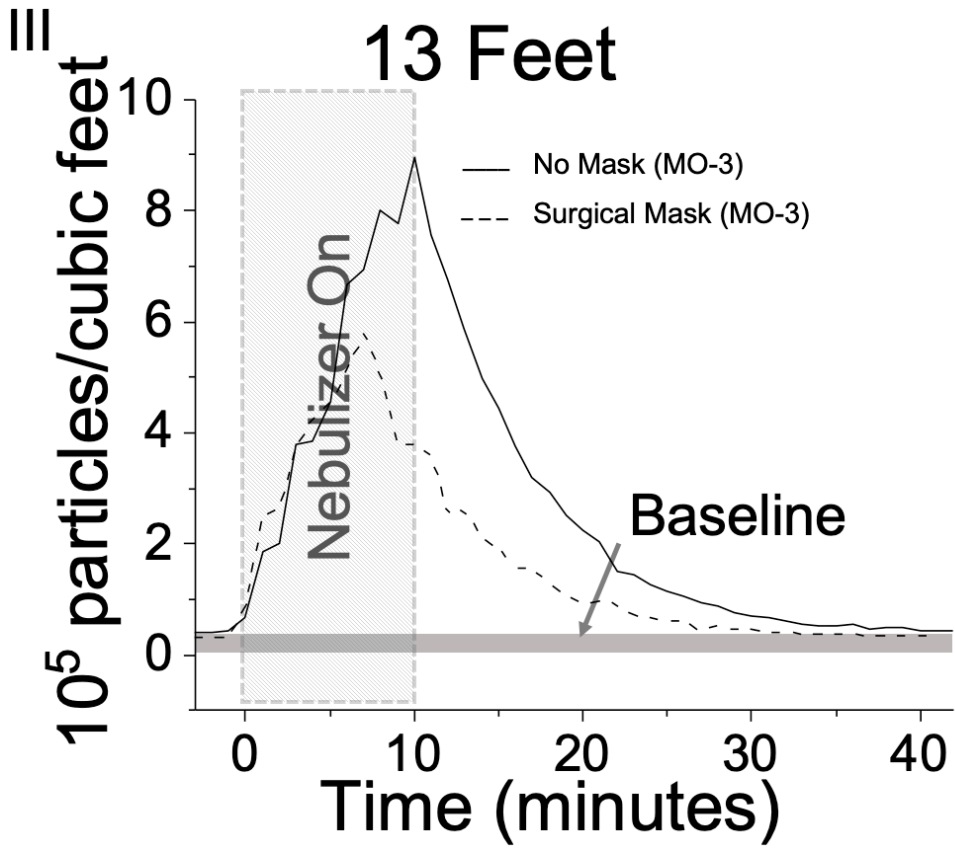 III
13 Feet
10⁵ particles/cubic feet
10
8
6
4
2
0
No Mask (MO-3)
Surgical Mask (MO-3)
Nebulizer On
Baseline
0 10 20 30 40
Time (minutes)